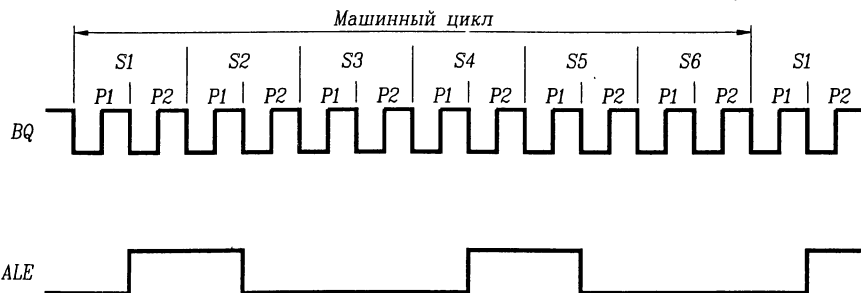 Машинный цикл
S1 S2 S3 S4 S5 S6 S1
P1 P2 P1 P2 P1 P2 P1 P2 P1 P2 P1 P2 P1 P2
BQ
ALE